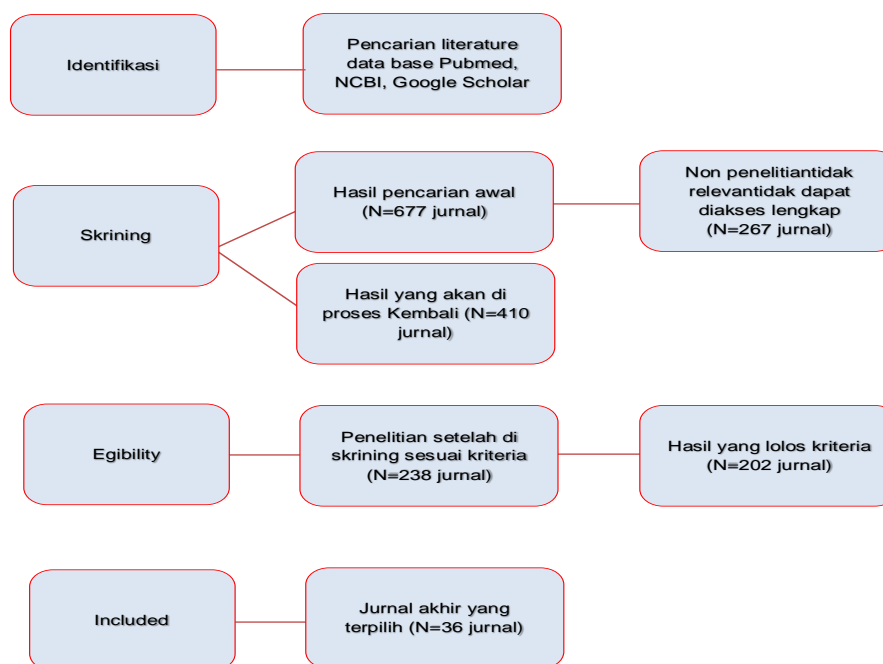 Identifikasi
Pencarian literature
data base Pubmed,
NCBI, Google Scholar
Skrining
Hasil pencarian awal
(N=677 jurnal)
Non penelitiantidak
relevantidak dapat
diakses lengkap
(N=267 jurnal)
Hasil yang akan di
proses Kembali (N=410
jurnal)
Egibility
Penelitian setelah di
skrining sesuai kriteria
(N=238 jurnal)
Hasil yang lolos kriteria
(N=202 jurnal)
Included
Jurnal akhir yang
terpilih (N=36 jurnal)